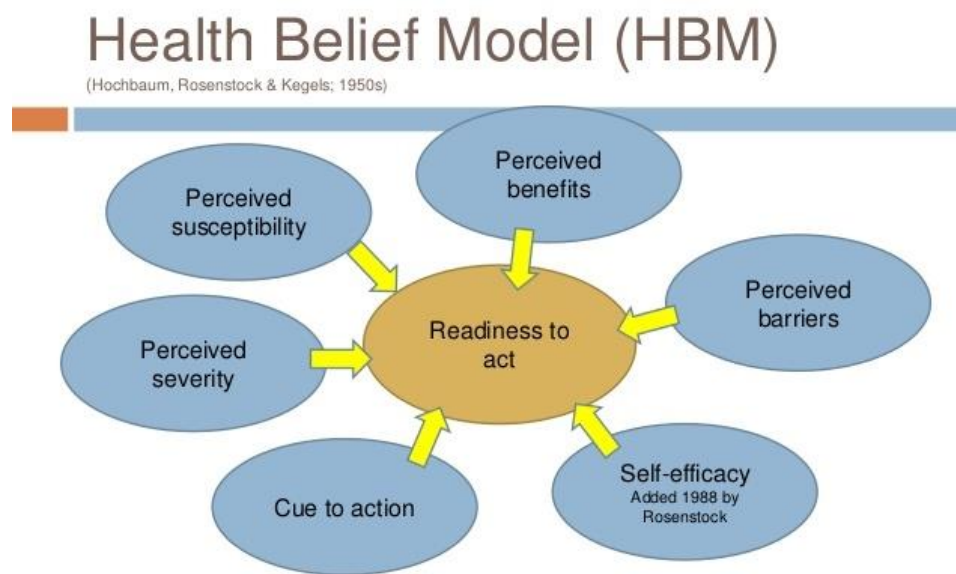 Health Belief Model (HBM)
(Hochbaum, Rosenstock & Kegels; 1950s)
Perceived
benefits
Perceived
susceptibility
Perceived
barriers
Readiness to
act
Perceived
severity
Self-efficacy
Added 1988 by
Rosenstock
Cue to action